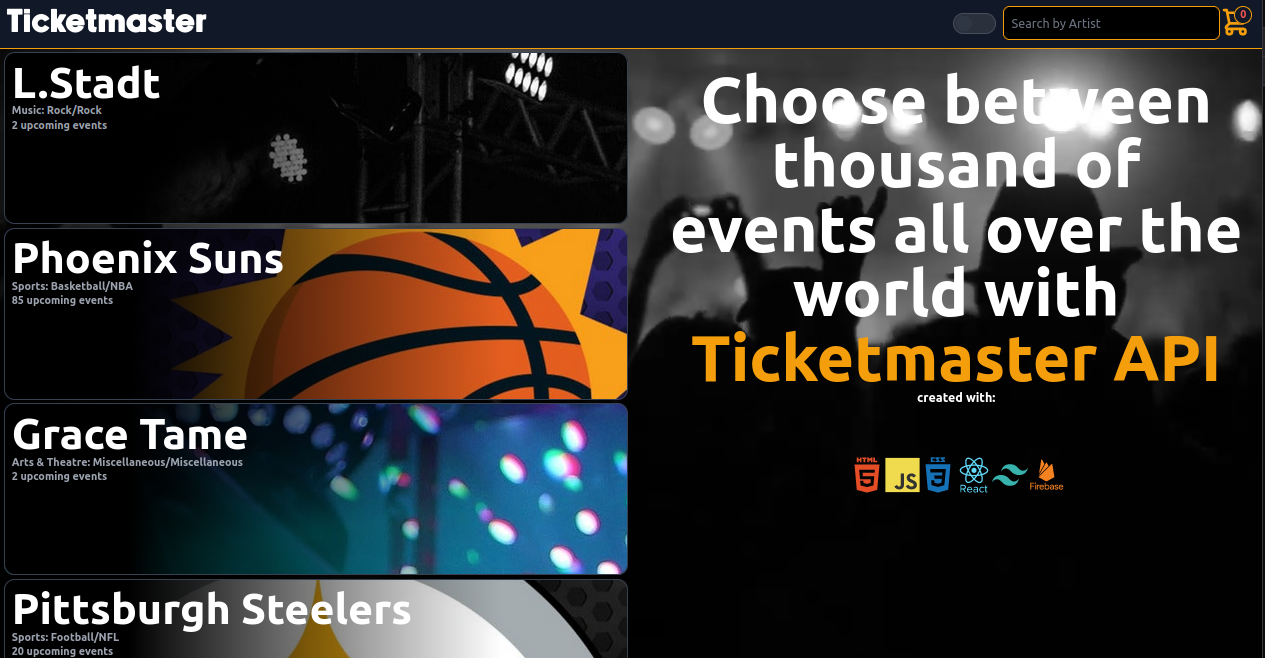 Ticketmaster
Search by Artist
0
L.Stadt
Music: Rock/Rock
2 upcoming events
Phoenix Suns
Sports: Basketball/NBA
85 upcoming events
Grace Tame
Arts & Theatre: Miscellaneous/Miscellaneous
2 upcoming events
Pittsburgh Steelers
Sports: Football/NFL
20 upcoming events
Choose between
thousand of
events all over the
world with
Ticketmaster API
created with:
HTML
5
JS
CSS
3
React
Firebase